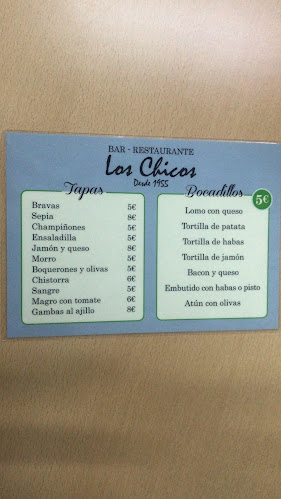 BAR - RESTAURANTE
Los Chicos
Desde 1955
Tapas
Bravas 5€
Sepia 8€
Champiñones 5€
Ensaladilla 5€
Jamón y queso 8€
Morro 5€
Boquerones y olivas 5€
Chistorra 6€
Sangre 5€
Magro con tomate 6€
Gambas al ajillo 8€
Bocadillos 5€
Lomo con queso
Tortilla de patata
Tortilla de habas
Tortilla de jamón
Bacon y queso
Embutido con habas o pisto
Atún con olivas